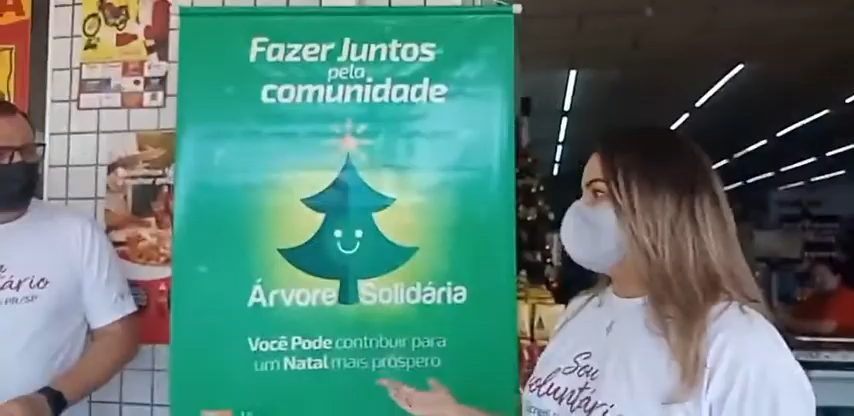 Fazer Juntos
pela
comunidade
Árvore Solidária
Você Pode contribuir para
um Natal mais próspero
Sou
Voluntário